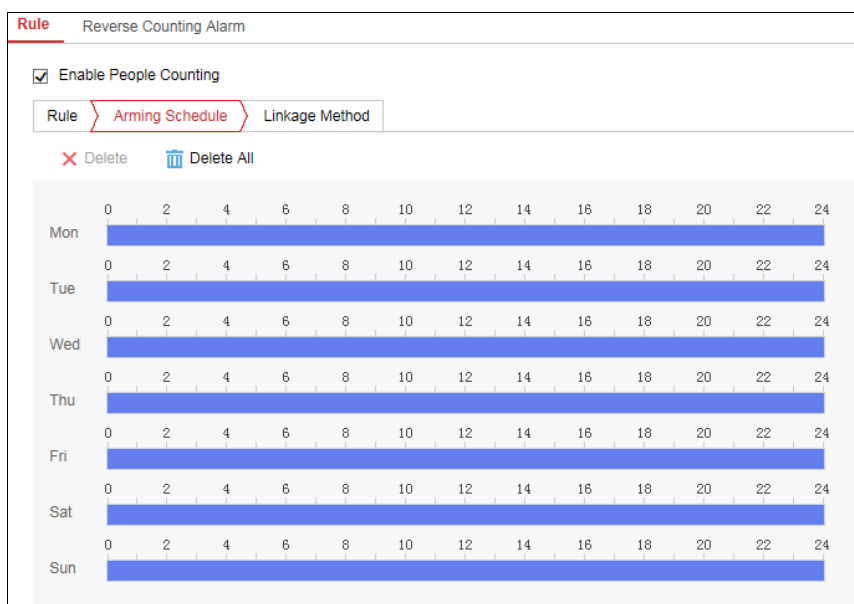 Rule Reverse Counting Alarm
Enable People Counting
Rule Arming Schedule Linkage Method
Delete Delete All
0 2 4 6 8 10 12 14 16 18 20 22 24
Mon
0 2 4 6 8 10 12 14 16 18 20 22 24
Tue
0 2 4 6 8 10 12 14 16 18 20 22 24
Wed
0 2 4 6 8 10 12 14 16 18 20 22 24
Thu
0 2 4 6 8 10 12 14 16 18 20 22 24
Fri
0 2 4 6 8 10 12 14 16 18 20 22 24
Sat
0 2 4 6 8 10 12 14 16 18 20 22 24
Sun